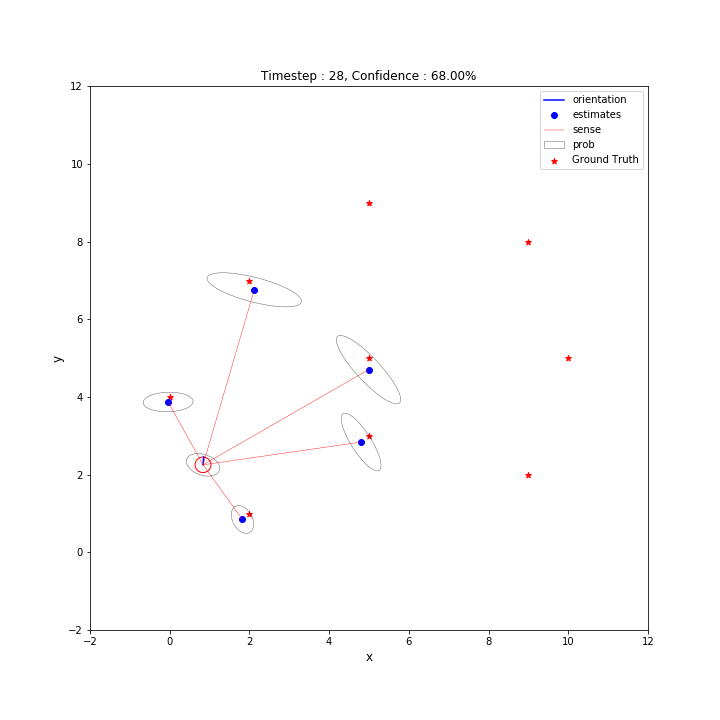 Timestep : 28, Confidence : 68.00%
orientation
estimates
sense
prob
Ground Truth
12
10
8
6
4
2
0
−2
y
−2 0 2 4 6 8 10 12
x